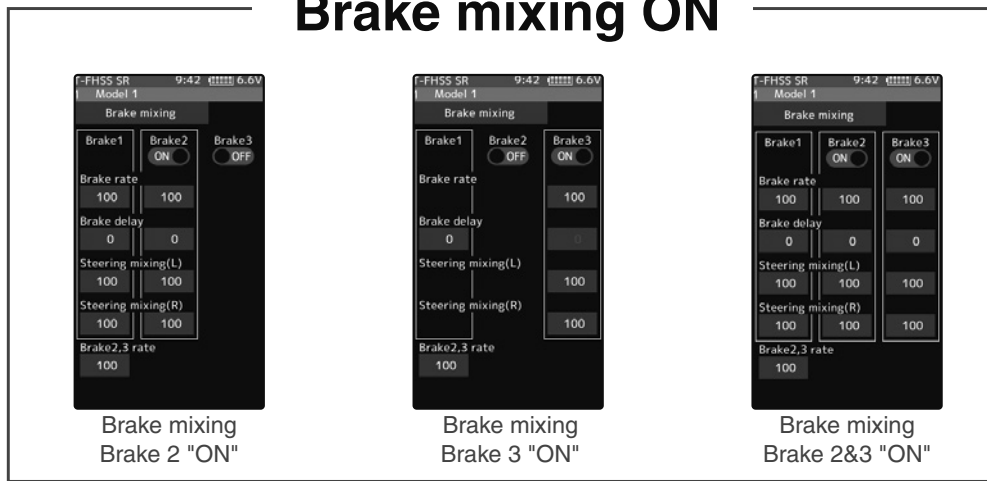 Brake mixing ON
T-FHSS SR 9:42 6.6V
1 Model 1
Brake mixing
Brake1 Brake2 Brake3
ON OFF
Brake rate
100 100
Brake delay
0 0
Steering mixing(L)
100 100
Steering mixing(R)
100 100
Brake2,3 rate
100
Brake mixing
Brake 2 "ON"
T-FHSS SR 9:42 6.6V
1 Model 1
Brake mixing
Brake1 Brake2 Brake3
OFF ON
Brake rate
100
Brake delay
0 0
Steering mixing(L)
100
Steering mixing(R)
100
Brake2,3 rate
100
Brake mixing
Brake 3 "ON"
T-FHSS SR 9:42 6.6V
1 Model 1
Brake mixing
Brake1 Brake2 Brake3
ON ON
Brake rate
100 100 100
Brake delay
0 0 0
Steering mixing(L)
100 100 100
Steering mixing(R)
100 100 100
Brake2,3 rate
100
Brake mixing
Brake 2&3 "ON"